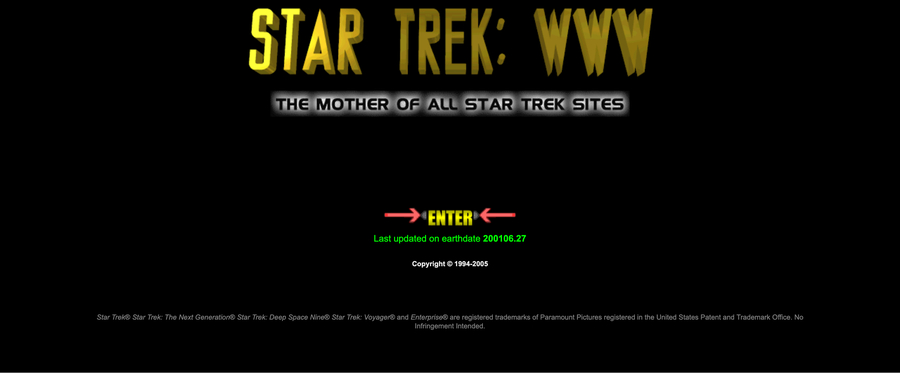 STAR TREK: WWW
THE MOTHER OF ALL STAR TREK SITES
ENTER
Last updated on earthdate 200106.27
Copyright © 1994-2005
Star Trek® Star Trek: The Next Generation® Star Trek: Deep Space Nine® Star Trek: Voyager® and Enterprise® are registered trademarks of Paramount Pictures registered in the United States Patent and Trademark Office. No
Infringement Intended.